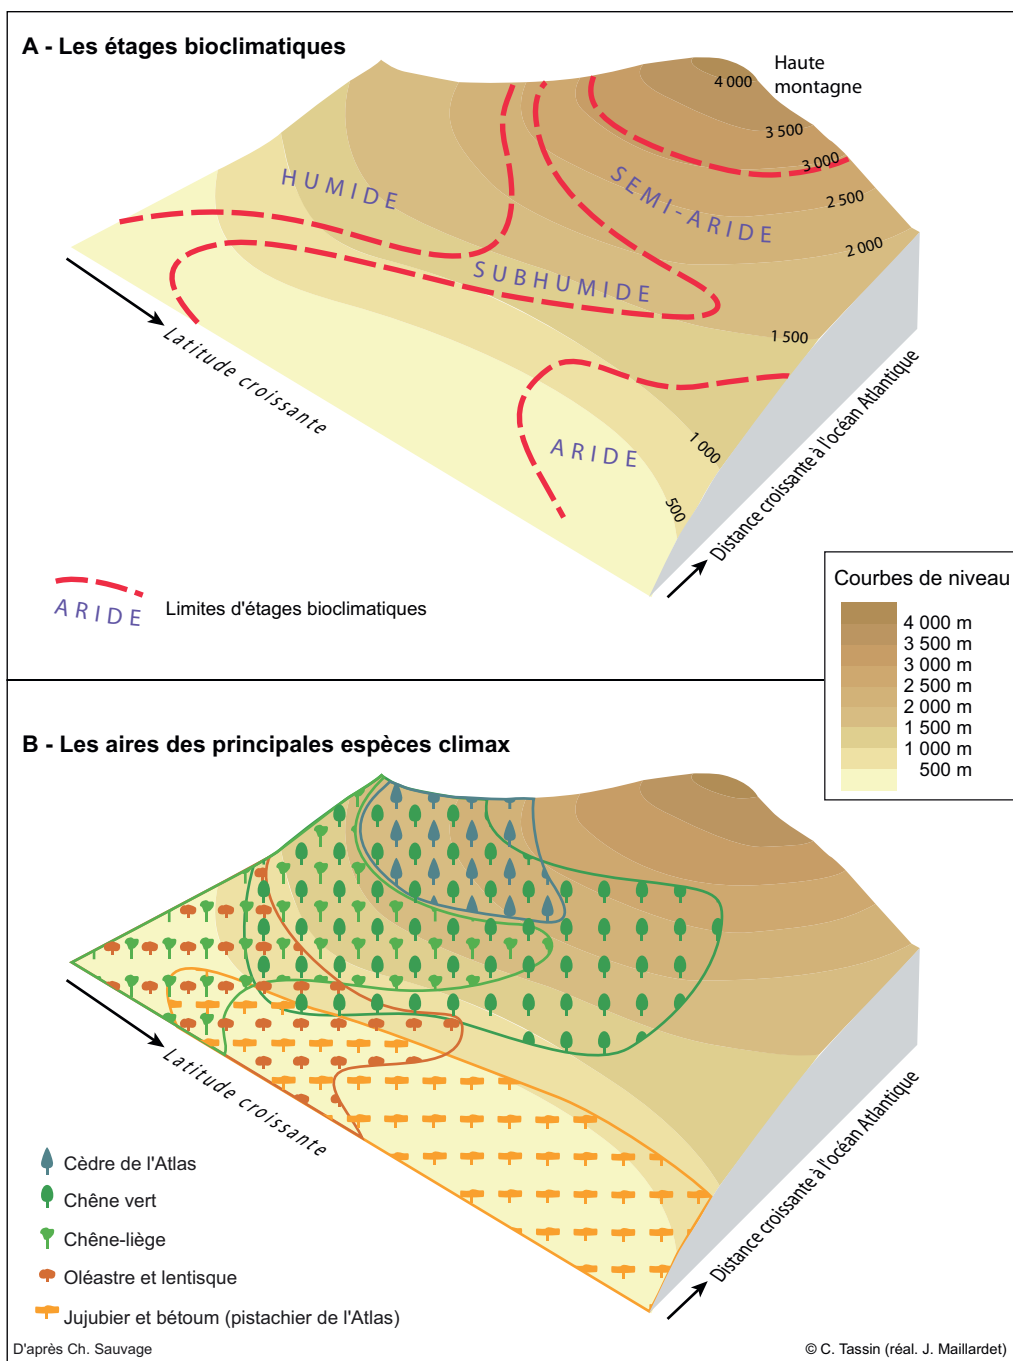 A - Les étages bioclimatiques
Haute
montagne
4 000
3 500
3 000
2 500
2 000
1 500
1 000
500
HUMIDE
SEMI-ARIDE
SUBHUMIDE
ARIDE
Latitude croissante
Distance croissante à l'océan Atlantique
ARIDE
Limites d'étages bioclimatiques
Courbes de niveau
4 000 m
3 500 m
3 000 m
2 500 m
2 000 m
1 500 m
1 000 m
500 m
B - Les aires des principales espèces climax
Latitude croissante
Distance croissante à l'océan Atlantique
Cèdre de l'Atlas
Chêne vert
Chêne-liège
Oléastre et lentisque
Jujubier et bétoum (pistachier de l'Atlas)
D'après Ch. Sauvage
© C. Tassin (réal. J. Maillardet)